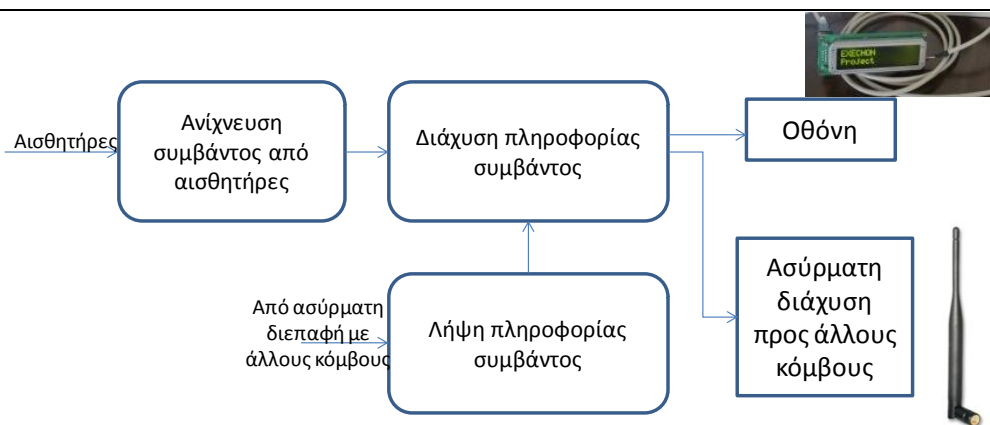 EXECHON
Project
Αισθητήρες
Ανίχνευση
συμβάντος από
αισθητήρες
Διάχυση πληροφορίας
συμβάντος
Οθόνη
Από ασύρματη
διεπαφή με
άλλους κόμβους
Λήψη πληροφορίας
συμβάντος
Ασύρματη
διάχυση
προς άλλους
κόμβους